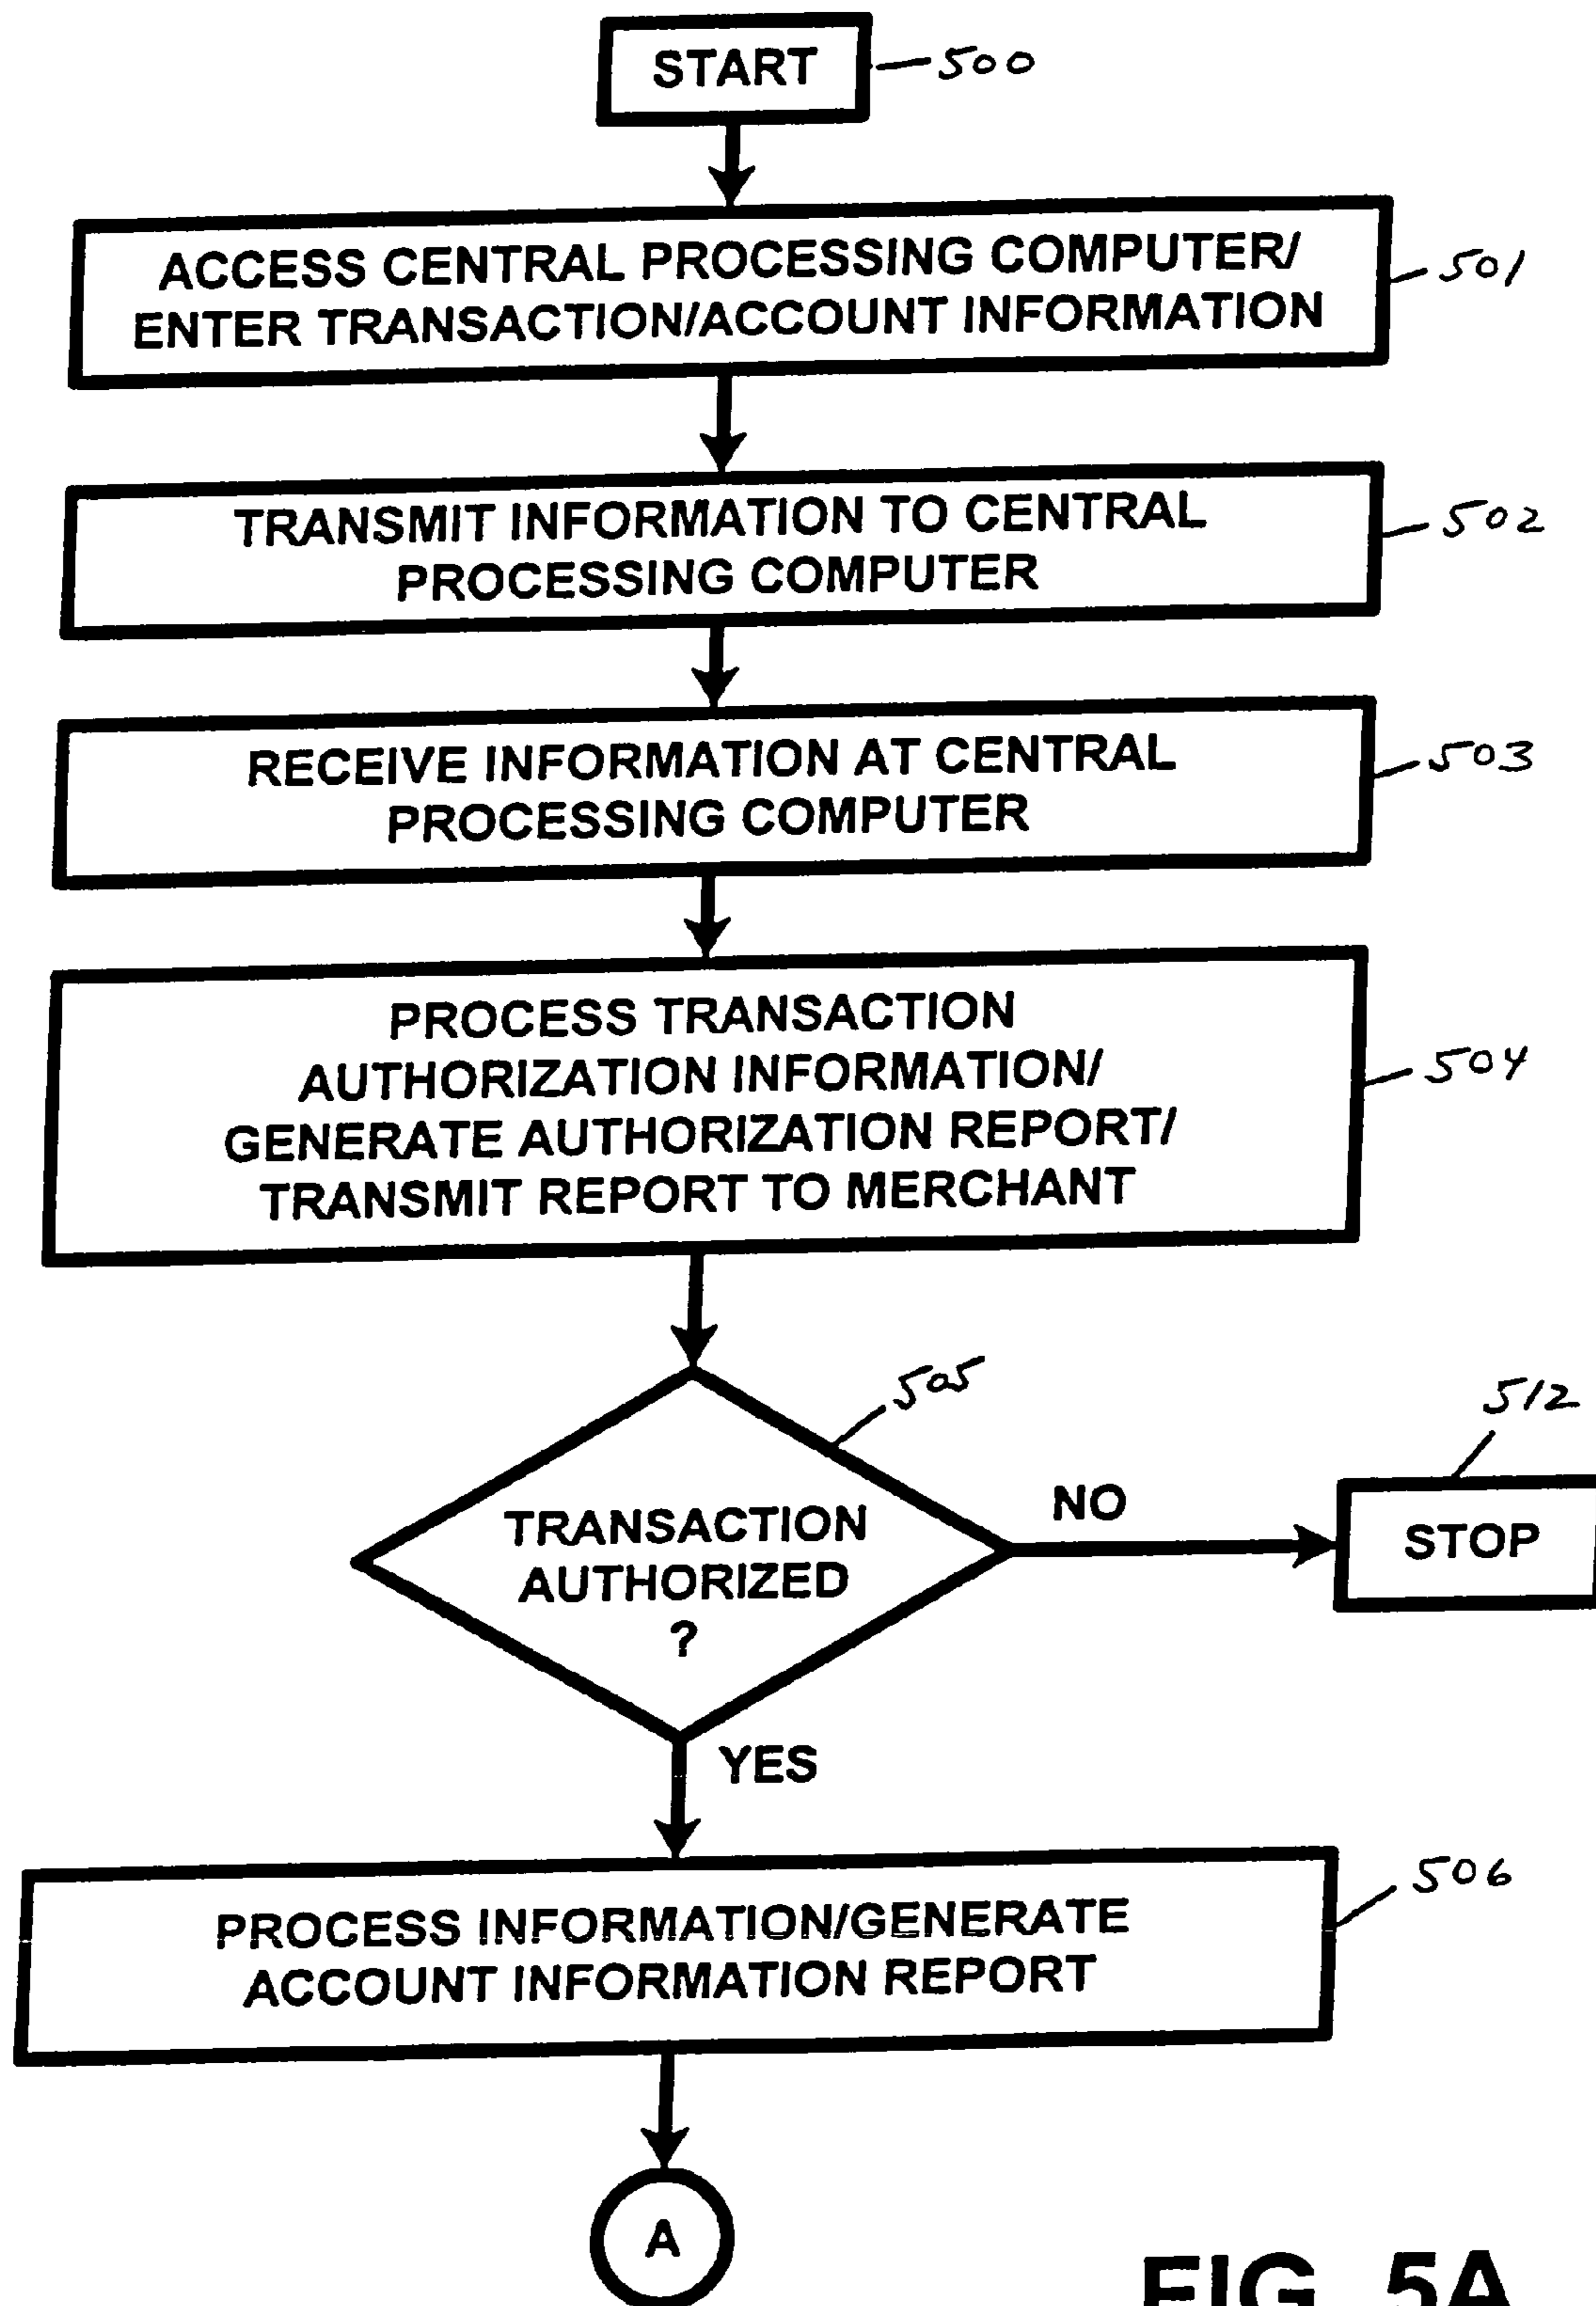 START
500
ACCESS CENTRAL PROCESSING COMPUTER/
ENTER TRANSACTION/ACCOUNT INFORMATION
501
TRANSMIT INFORMATION TO CENTRAL
PROCESSING COMPUTER
502
RECEIVE INFORMATION AT CENTRAL
PROCESSING COMPUTER
503
PROCESS TRANSACTION
AUTHORIZATION INFORMATION/
GENERATE AUTHORIZATION REPORT/
TRANSMIT REPORT TO MERCHANT
504
505
TRANSACTION
AUTHORIZED
?
NO
512
STOP
YES
PROCESS INFORMATION/GENERATE
ACCOUNT INFORMATION REPORT
506
A
FIG. 5A